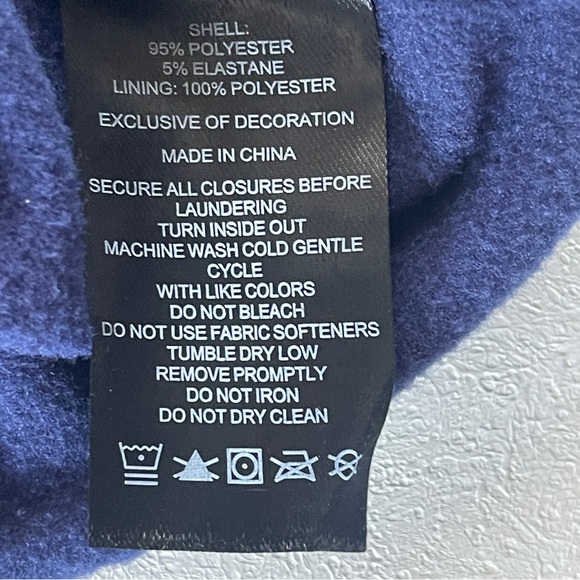 SHELL:
95% POLYESTER
5% ELASTANE
LINING: 100% POLYESTER
EXCLUSIVE OF DECORATION
MADE IN CHINA
SECURE ALL CLOSURES BEFORE
LAUNDERING
TURN INSIDE OUT
MACHINE WASH COLD GENTLE
CYCLE
WITH LIKE COLORS
DO NOT BLEACH
DO NOT USE FABRIC SOFTENERS
TUMBLE DRY LOW
REMOVE PROMPTLY
DO NOT IRON
DO NOT DRY CLEAN